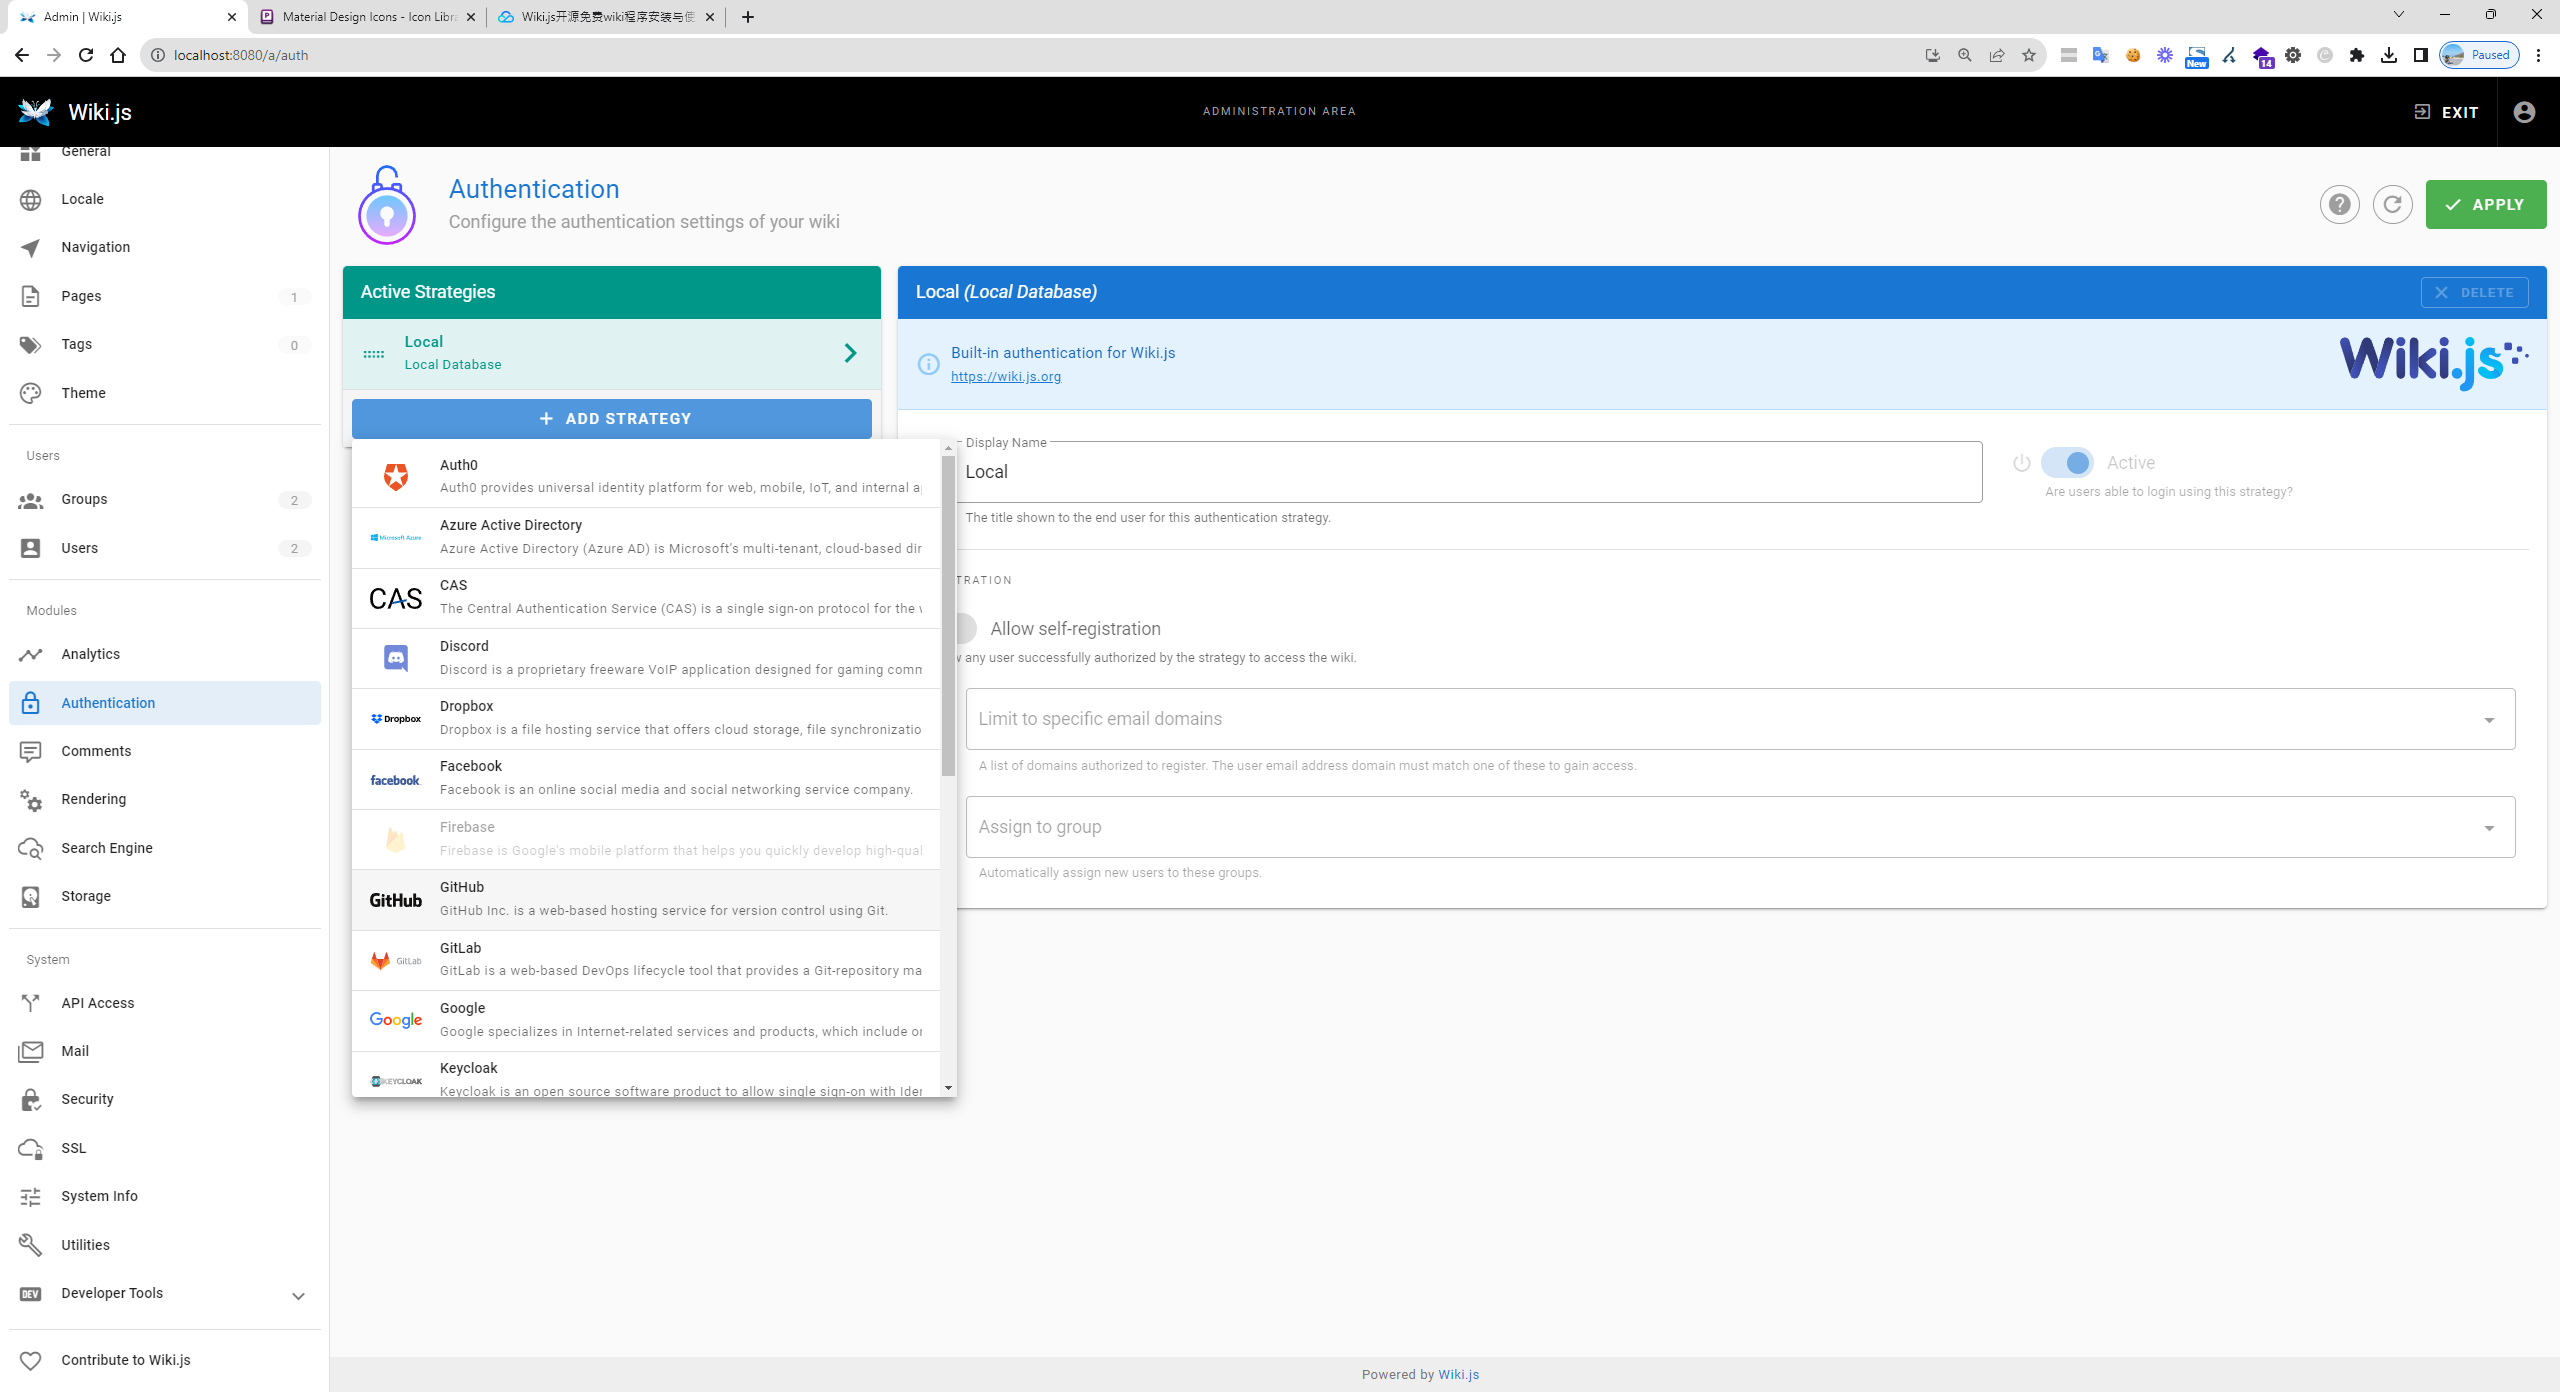 Admin | Wiki.js
Material Design Icons - Icon Libra
Wiki.js开源免费wiki程序安装与使
localhost:8080/a/auth
New
14
Paused
Wiki.js
ADMINISTRATION AREA
EXIT
General
Locale
Navigation
Pages
1
Tags
0
Theme
Users
Groups
2
Users
2
Modules
Analytics
Authentication
Comments
Rendering
Search Engine
Storage
System
API Access
Mail
Security
SSL
System Info
Utilities
DEV
Developer Tools
Contribute to Wiki.js
Authentication
Configure the authentication settings of your wiki
APPLY
Active Strategies
Local
Local Database
ADD STRATEGY
Auth0
Auth0 provides universal identity platform for web, mobile, IoT, and internal a
Microsoft Azure
Azure Active Directory
Azure Active Directory (Azure AD) is Microsoft's multi-tenant, cloud-based dir
CAS
CAS
The Central Authentication Service (CAS) is a single sign-on protocol for the
Discord
Discord is a proprietary freeware VoIP application designed for gaming comm
Dropbox
Dropbox
Dropbox is a file hosting service that offers cloud storage, file synchronizatio
facebook
Facebook
Facebook is an online social media and social networking service company.
Firebase
Firebase is Google's mobile platform that helps you quickly develop high-qual
GitHub
GitHub
GitHub Inc. is a web-based hosting service for version control using Git.
GitLab
GitLab
GitLab is a web-based DevOps lifecycle tool that provides a Git-repository ma
Google
Google
Google specializes in Internet-related services and products, which include o
KEYCLOAK
Keycloak
Keycloak is an open source software product to allow single sign-on with Ide
Local (Local Database)
DELETE
Built-in authentication for Wiki.js
https://wiki.js.org
Wiki.js
Display Name
Local
The title shown to the end user for this authentication strategy.
Active
Are users able to login using this strategy?
TRATION
Allow self-registration
any user successfully authorized by the strategy to access the wiki.
Limit to specific email domains
A list of domains authorized to register. The user email address domain must match one of these to gain access.
Assign to group
Automatically assign new users to these groups.
Powered by Wiki.js